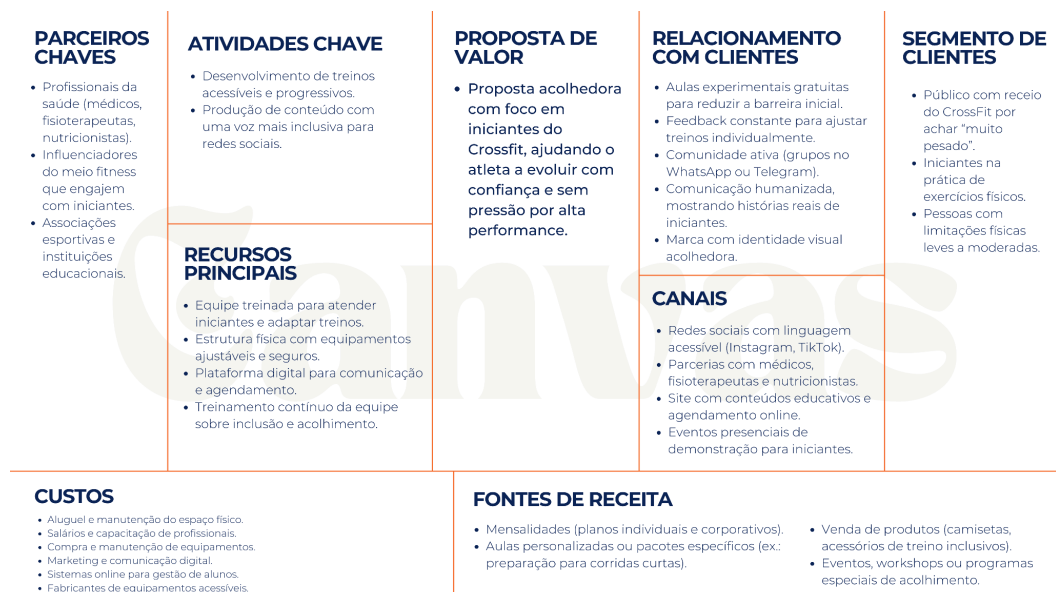 PARCEIROS
CHAVES
• Profissionais da
saúde (médicos,
fisioterapeutas,
nutricionistas).
• Influenciadores
do meio fitness
que engajem
com iniciantes.
• Associações
esportivas e
instituições
educacionais.
ATIVIDADES CHAVE
• Desenvolvimento de treinos
acessíveis e progressivos.
• Produção de conteúdo com
uma voz mais inclusiva para
redes sociais.
RECURSOS
PRINCIPAIS
• Equipe treinada para atender
iniciantes e adaptar treinos.
• Estrutura física com equipamentos
ajustáveis e seguros.
• Plataforma digital para comunicação
e agendamento.
• Treinamento contínuo da equipe
sobre inclusão e acolhimento.
PROPOSTA DE
VALOR
• Proposta acolhedora
com foco em
iniciantes do
Crossfit, ajudando o
atleta a evoluir com
confiança e sem
pressão por alta
performance.
RELACIONAMENTO
COM CLIENTES
• Aulas experimentais gratuitas
para reduzir a barreira inicial.
• Feedback constante para ajustar
treinos individualmente.
• Comunidade ativa (grupos no
WhatsApp ou Telegram).
• Comunicação humanizada,
mostrando histórias reais de
iniciantes.
• Marca com identidade visual
acolhedora.
CANAIS
• Redes sociais com linguagem
acessível (Instagram, TikTok).
• Parcerias com médicos,
fisioterapeutas e nutricionistas.
• Site com conteúdos educativos e
agendamento online.
• Eventos presenciais de
demonstração para iniciantes.
SEGMENTO DE
CLIENTES
• Público com receio
do CrossFit por
achar “muito
pesado”.
• Iniciantes na
prática de
exercícios físicos.
• Pessoas com
limitações físicas
leves a moderadas.
Canvas
CUSTOS
• Aluguel e manutenção do espaço físico.
• Salários e capacitação de profissionais.
• Compra e manutenção de equipamentos.
• Marketing e comunicação digital.
• Sistemas online para gestão de alunos.
• Fabricantes de equipamentos acessíveis.
FONTES DE RECEITA
• Mensalidades (planos individuais e corporativos).
• Aulas personalizadas ou pacotes específicos (ex.:
preparação para corridas curtas).
• Venda de produtos (camisetas,
acessórios de treino inclusivos).
• Eventos, workshops ou programas
especiais de acolhimento.